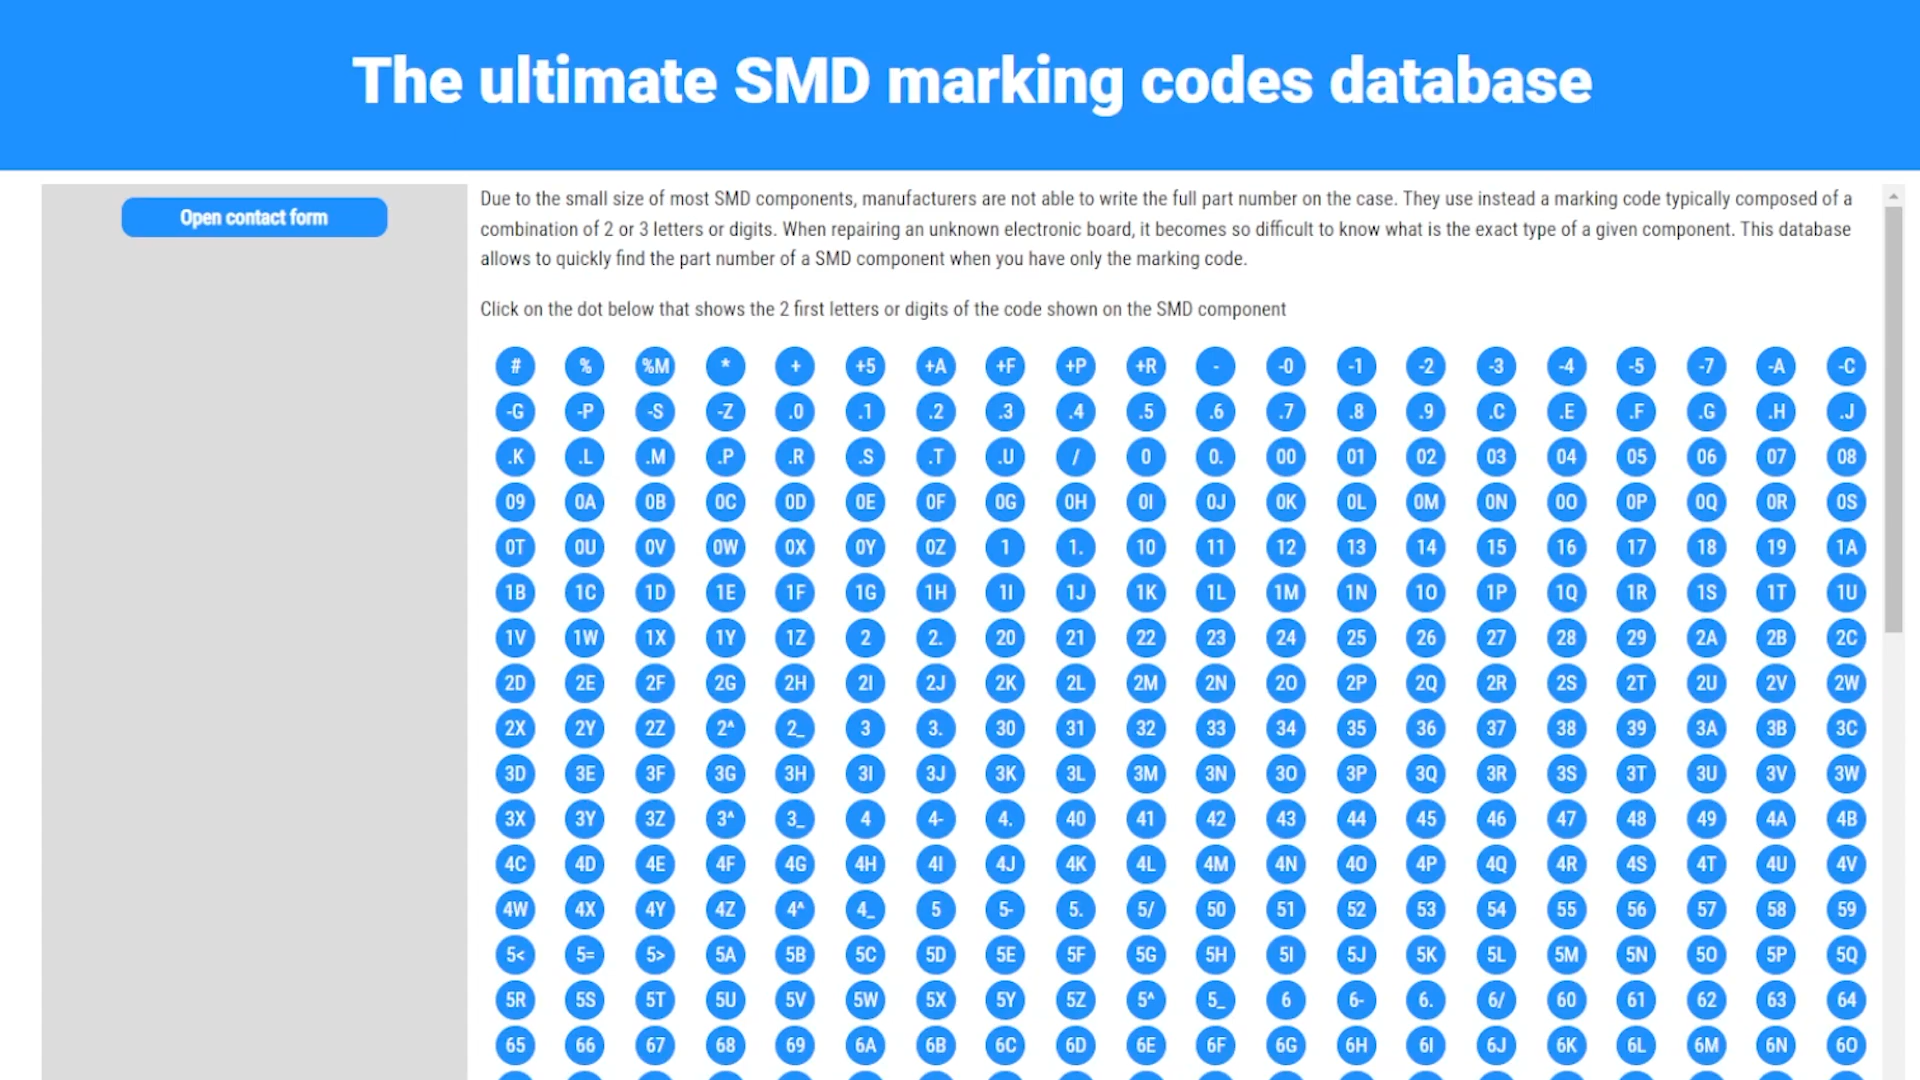 The ultimate SMD marking codes database
Open contact form
Due to the small size of most SMD components, manufacturers are not able to write the full part number on the case. They use instead a marking code typically composed of a
combination of 2 or 3 letters or digits. When repairing an unknown electronic board, it becomes so difficult to know what is the exact type of a given component. This database
allows to quickly find the part number of a SMD component when you have only the marking code.
Click on the dot below that shows the 2 first letters or digits of the code shown on the SMD component
# % %M * + +5 +A +F +P +R - -0 -1 -2 -3 -4 -5 -7 -A -C
-G -P -S -Z .0 .1 .2 .3 .4 .5 .6 .7 .8 .9 .C .E .F .G .H .J
.K .L .M .P .R .S .T .U / 0 0. 00 01 02 03 04 05 06 07 08
09 0A 0B 0C 0D 0E 0F 0G 0H 0I 0J 0K 0L 0M 0N 0O 0P 0Q 0R 0S
0T 0U 0V 0W 0X 0Y 0Z 1 1. 10 11 12 13 14 15 16 17 18 19 1A
1B 1C 1D 1E 1F 1G 1H 1I 1J 1K 1L 1M 1N 1O 1P 1Q 1R 1S 1T 1U
1V 1W 1X 1Y 1Z 2 2. 20 21 22 23 24 25 26 27 28 29 2A 2B 2C
2D 2E 2F 2G 2H 2I 2J 2K 2L 2M 2N 2O 2P 2Q 2R 2S 2T 2U 2V 2W
2X 2Y 2Z 2^ 2_ 3 3. 30 31 32 33 34 35 36 37 38 39 3A 3B 3C
3D 3E 3F 3G 3H 3I 3J 3K 3L 3M 3N 3O 3P 3Q 3R 3S 3T 3U 3V 3W
3X 3Y 3Z 3^ 3_ 4 4- 4. 40 41 42 43 44 45 46 47 48 49 4A 4B
4C 4D 4E 4F 4G 4H 4I 4J 4K 4L 4M 4N 4O 4P 4Q 4R 4S 4T 4U 4V
4W 4X 4Y 4Z 4^ 4_ 5 5- 5. 5/ 50 51 52 53 54 55 56 57 58 59
5< 5= 5> 5A 5B 5C 5D 5E 5F 5G 5H 5I 5J 5K 5L 5M 5N 5O 5P 5Q
5R 5S 5T 5U 5V 5W 5X 5Y 5Z 5^ 5_ 6 6- 6. 6/ 60 61 62 63 64
65 66 67 68 69 6A 6B 6C 6D 6E 6F 6G 6H 6I 6J 6K 6L 6M 6N 6O